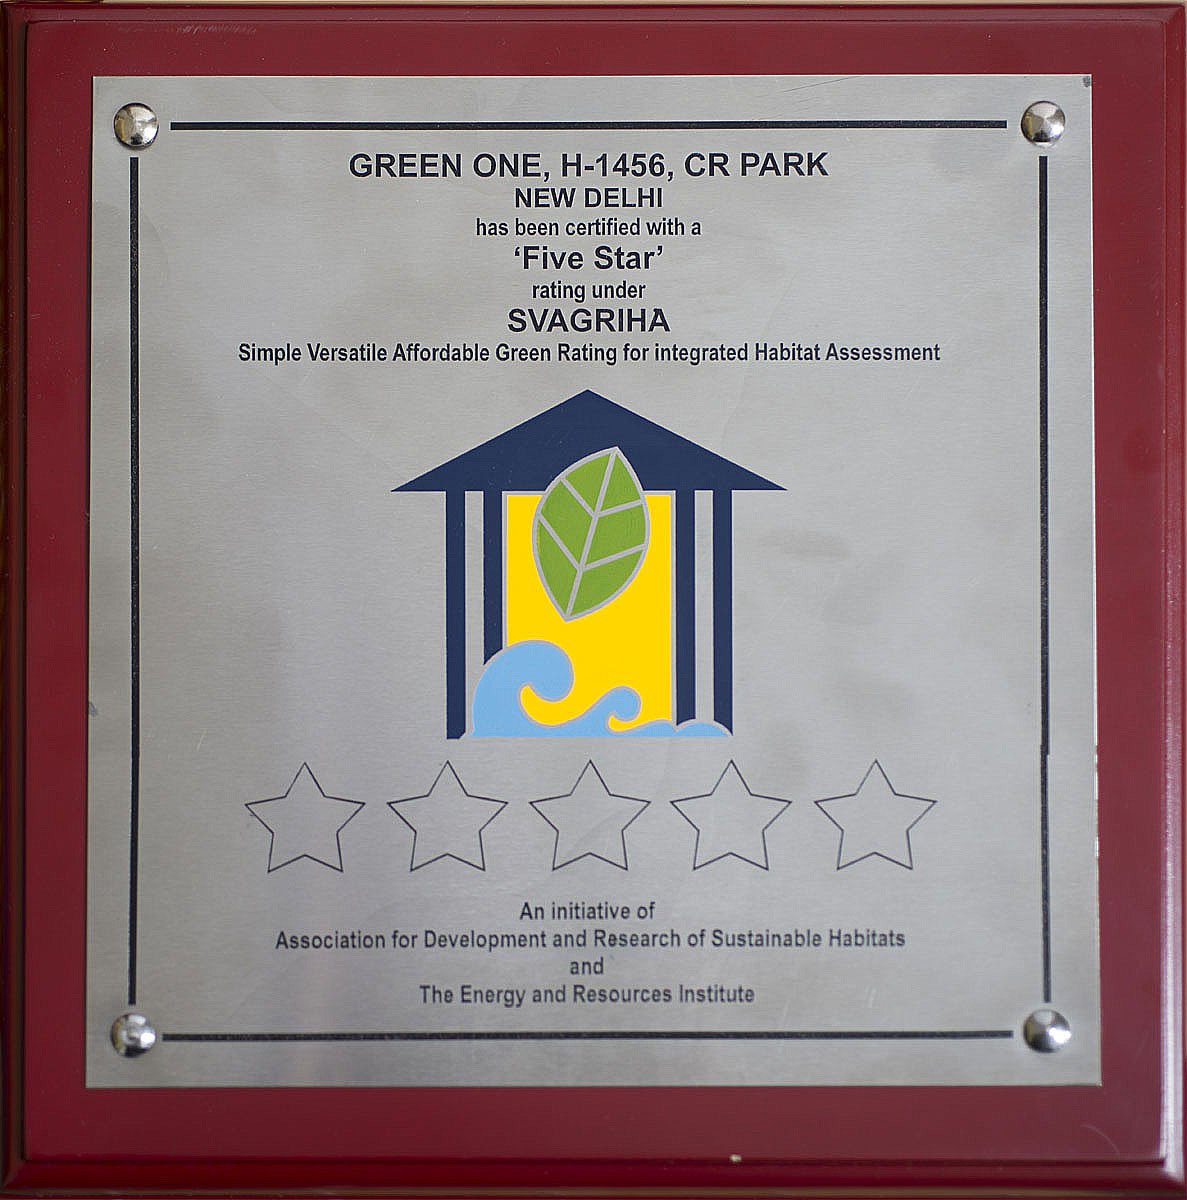 GREEN ONE, H-1456, CR PARK
NEW DELHI
has been certified with a
‘Five Star’
rating under
SVAGRIHA
Simple Versatile Affordable Green Rating for integrated Habitat Assessment
An initiative of
Association for Development and Research of Sustainable Habitats
and
The Energy and Resources Institute